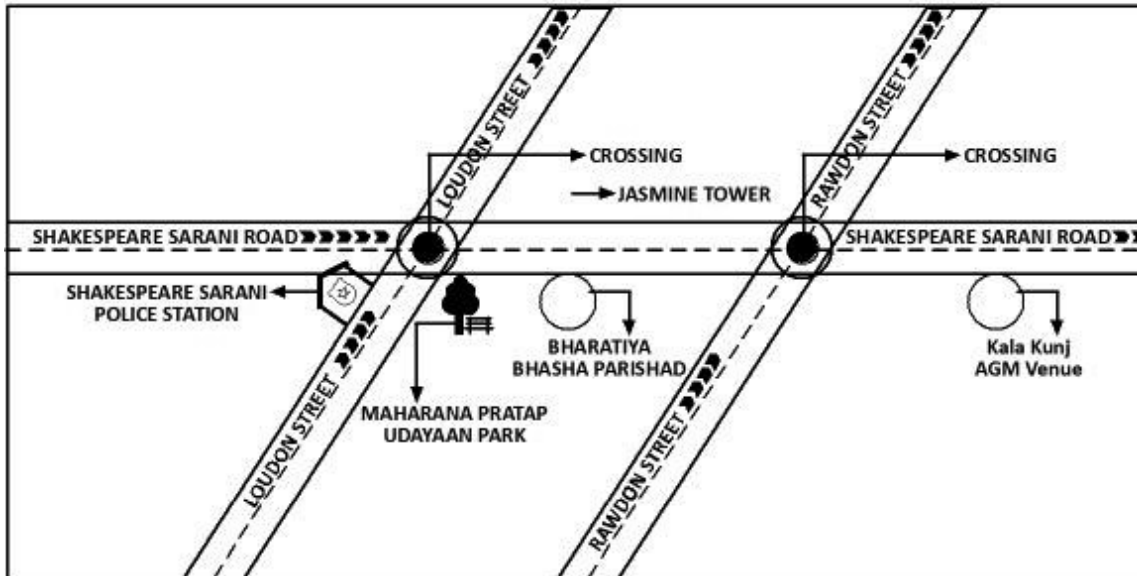 LOUDON STREET
RAWDON STREET
CROSSING
CROSSING
JASMINE TOWER
SHAKESPEARE SARANI ROAD
SHAKESPEARE SARANI ROAD
SHAKESPEARE SARANI
POLICE STATION
BHARATIYA
BHASHA PARISHAD
Kala Kunj
AGM Venue
MAHARANA PRATAP
UDAYAAN PARK
LOUDON STREET
RAWDON STREET